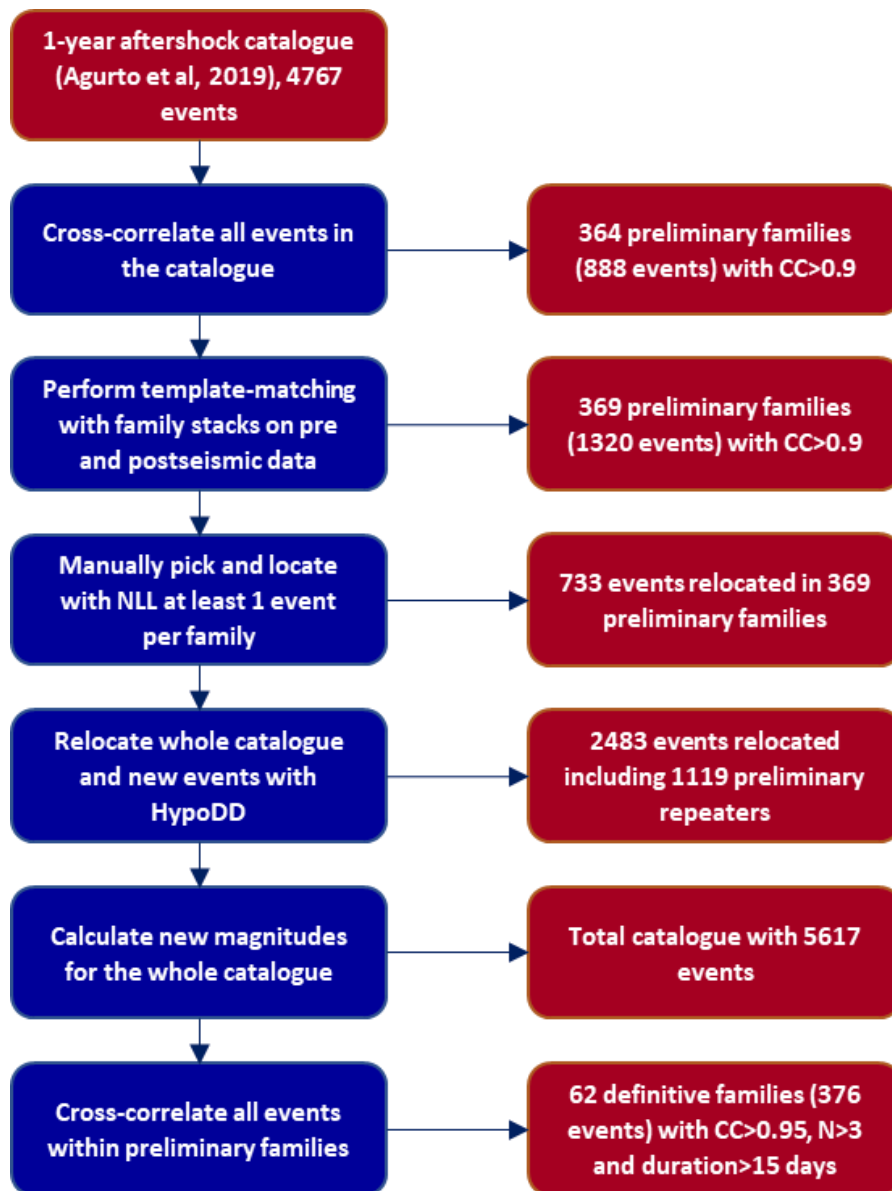 1-year aftershock catalogue
(Agurto et al, 2019), 4767
events
Cross-correlate all events in
the catalogue
364 preliminary families
(888 events) with CC>0.9
Perform template-matching
with family stacks on pre
and postseismic data
369 preliminary families
(1320 events) with CC>0.9
Manually pick and locate
with NLL at least 1 event
per family
733 events relocated in 369
preliminary families
Relocate whole catalogue
and new events with
HypoDD
2483 events relocated
including 1119 preliminary
repeaters
Calculate new magnitudes
for the whole catalogue
Total catalogue with 5617
events
Cross-correlate all events
within preliminary families
62 definitive families (376
events) with CC>0.95, N>3
and duration>15 days